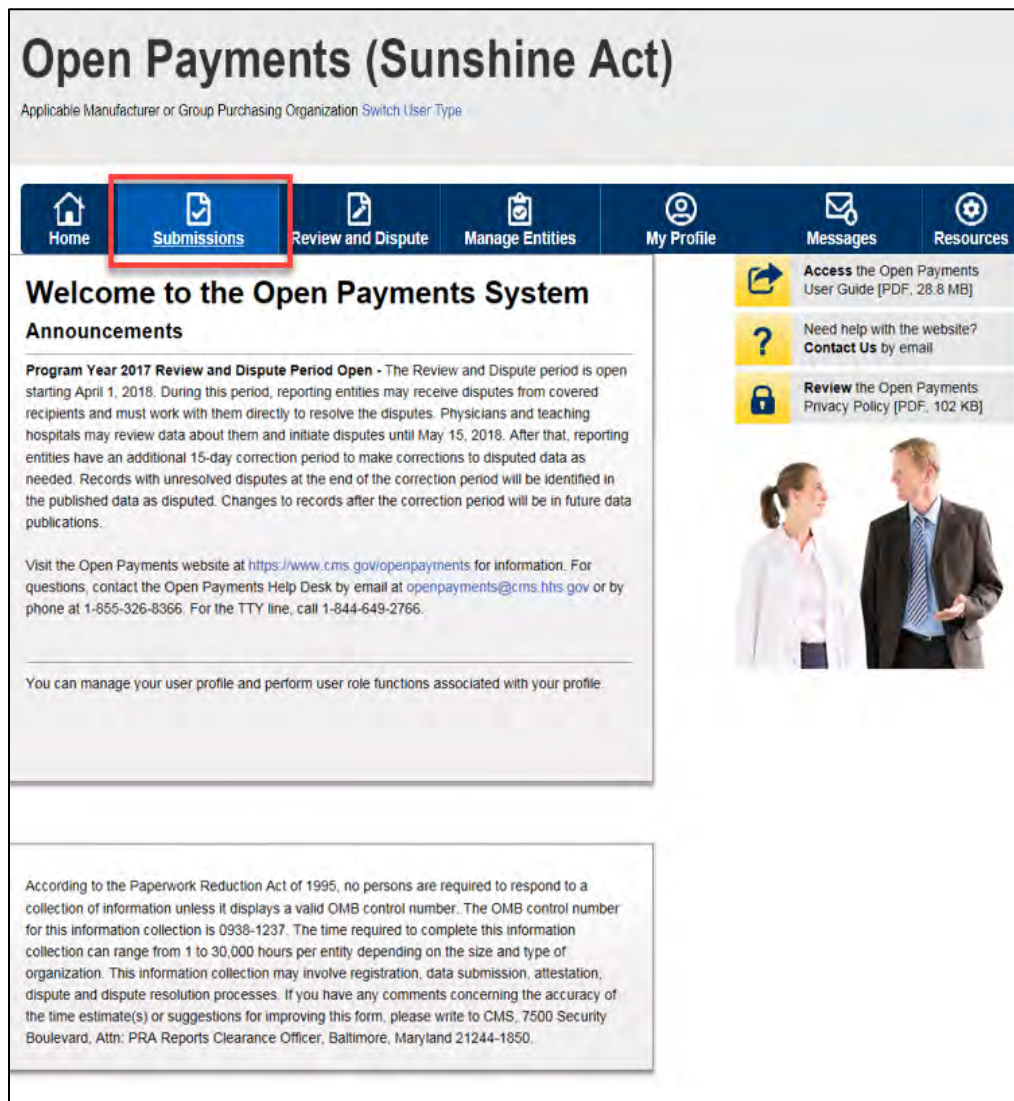 Open Payments (Sunshine Act)
Applicable Manufacturer or Group Purchasing Organization Switch User Type
Home
Submissions
Review and Dispute
Manage Entities
My Profile
Messages
Resources
Welcome to the Open Payments System
Announcements
Program Year 2017 Review and Dispute Period Open - The Review and Dispute period is open
starting April 1, 2018. During this period, reporting entities may receive disputes from covered
recipients and must work with them directly to resolve the disputes. Physicians and teaching
hospitals may review data about them and initiate disputes until May 15, 2018. After that, reporting
entities have an additional 15-day correction period to make corrections to disputed data as
needed. Records with unresolved disputes at the end of the correction period will be identified in
the published data as disputed. Changes to records after the correction period will be in future data
publications.
Visit the Open Payments website at https://www.cms.gov/openpayments for information. For
questions, contact the Open Payments Help Desk by email at openpayments@cms.hhs.gov or by
phone at 1-855-326-8366. For the TTY line, call 1-844-649-2766.
You can manage your user profile and perform user role functions associated with your profile.
Access the Open Payments
User Guide [PDF, 28.8 MB]
?
Need help with the website?
Contact Us by email
Review the Open Payments
Privacy Policy [PDF, 102 KB]
According to the Paperwork Reduction Act of 1995, no persons are required to respond to a
collection of information unless it displays a valid OMB control number. The OMB control number
for this information collection is 0938-1237. The time required to complete this information
collection can range from 1 to 30,000 hours per entity depending on the size and type of
organization. This information collection may involve registration, data submission, attestation,
dispute and dispute resolution processes. If you have any comments concerning the accuracy of
the time estimate(s) or suggestions for improving this form, please write to CMS, 7500 Security
Boulevard, Attn: PRA Reports Clearance Officer, Baltimore, Maryland 21244-1850.